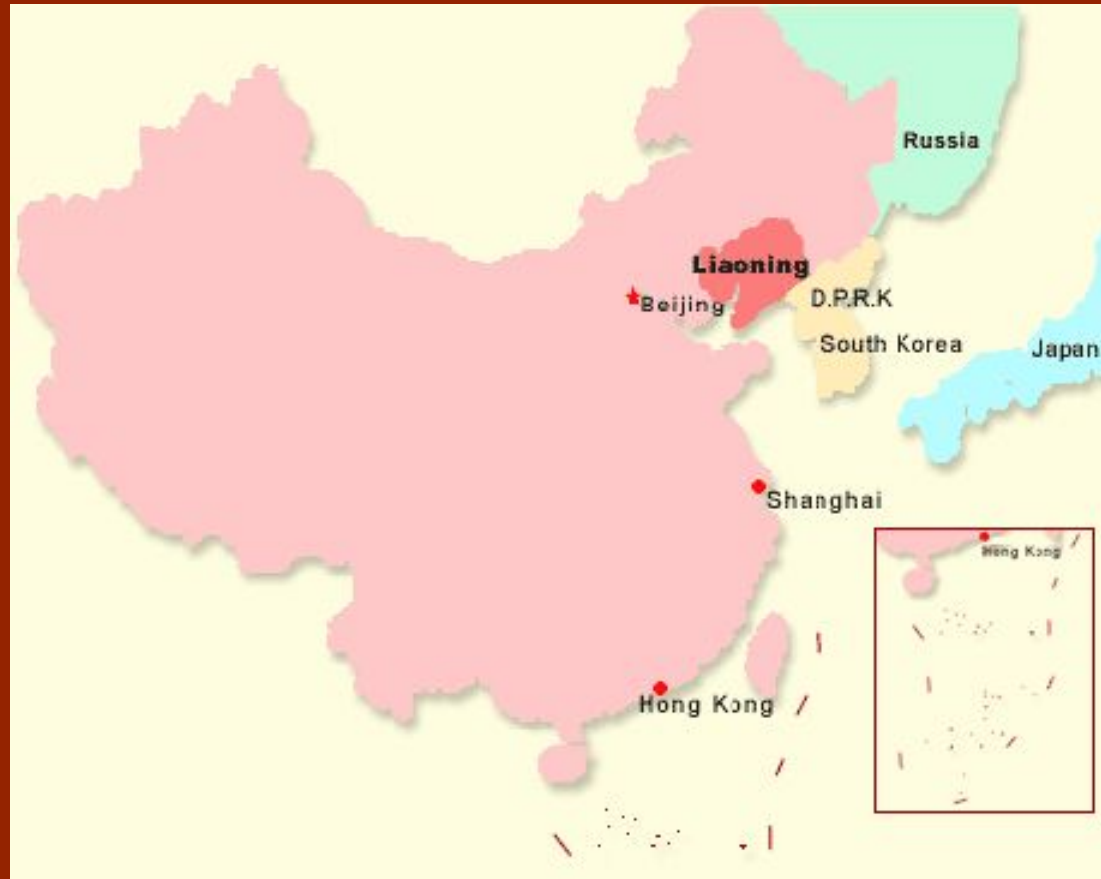 Russia
Liaoning
Beijing
D.P.R.K
South Korea
Japan
Shanghai
Hong Kong
Hong Kong